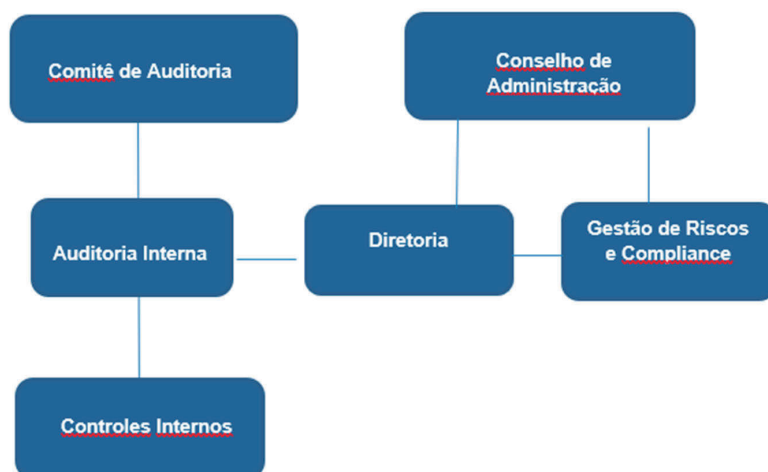 Comitê de Auditoria
Conselho de
Administração
Auditoria Interna
Diretoria
Gestão de Riscos
e Compliance
Controles Internos